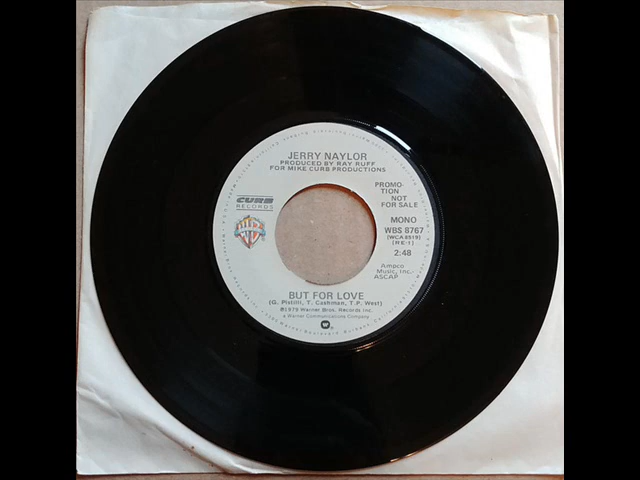 JERRY NAYLOR
PRODUCED BY RAY RUFF
FOR MIKE CURB PRODUCTIONS
CURB
RECORDS
PROMO-
TION
NOT
FOR SALE
MONO
WBS 8767
(WCA 8919)
(RE-1)
2:48
Ampco
Music, Inc.-
ASCAP
BUT FOR LOVE
(G. Pistilli, T. Cashman, T.P. West)
℗1979 Warner Bros. Records Inc.
a Warner Communications Company